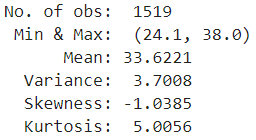 No. of obs: 1519
Min & Max: (24.1, 38.0)
Mean: 33.6221
Variance: 3.7008
Skewness: -1.0385
Kurtosis: 5.0056